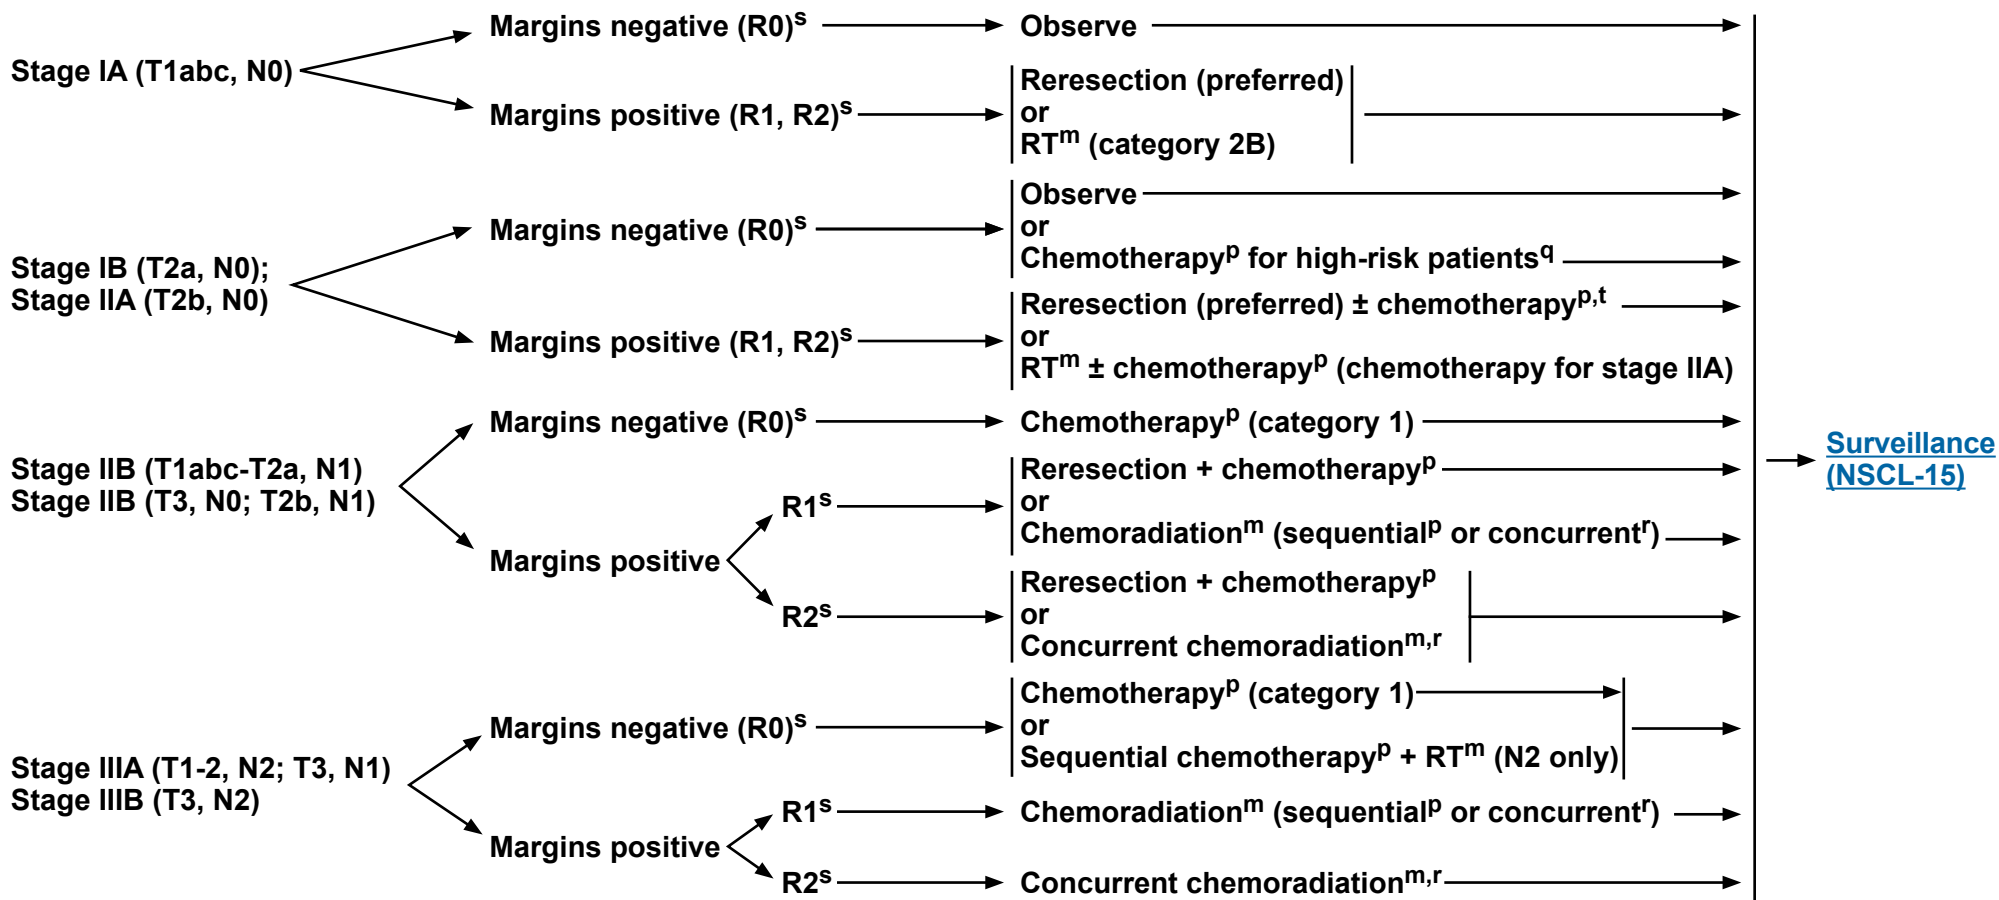 Stage IA (T1abc, N0)
Margins negative (R0)s
Observe
Margins positive (R1, R2)s
Reresection (preferred)
or
RTm (category 2B)
Stage IB (T2a, N0);
Stage IIA (T2b, N0)
Margins negative (R0)s
Observe
or
Chemotherapyp for high-risk patientsq
Margins positive (R1, R2)s
Reresection (preferred) ± chemotherapyp,t
or
RTm ± chemotherapyp (chemotherapy for stage IIA)
Stage IIB (T1abc-T2a, N1)
Stage IIB (T3, N0; T2b, N1)
Margins negative (R0)s
Chemotherapyp (category 1)
Margins positive
R1s
Reresection + chemotherapyp
or
Chemoradiationm (sequentialp or concurrentr)
R2s
Reresection + chemotherapyp
or
Concurrent chemoradiationm,r
Stage IIIA (T1-2, N2; T3, N1)
Stage IIIB (T3, N2)
Margins negative (R0)s
Chemotherapyp (category 1)
or
Sequential chemotherapyp + RTm (N2 only)
Margins positive
R1s
Chemoradiationm (sequentialp or concurrentr)
R2s
Concurrent chemoradiationm,r
Surveillance
(NSCL-15)